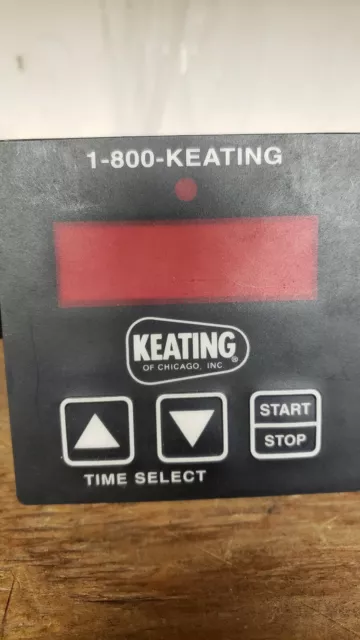 1-800-KEATING
KEATING®
OF CHICAGO, INC
TIME SELECT
START
STOP